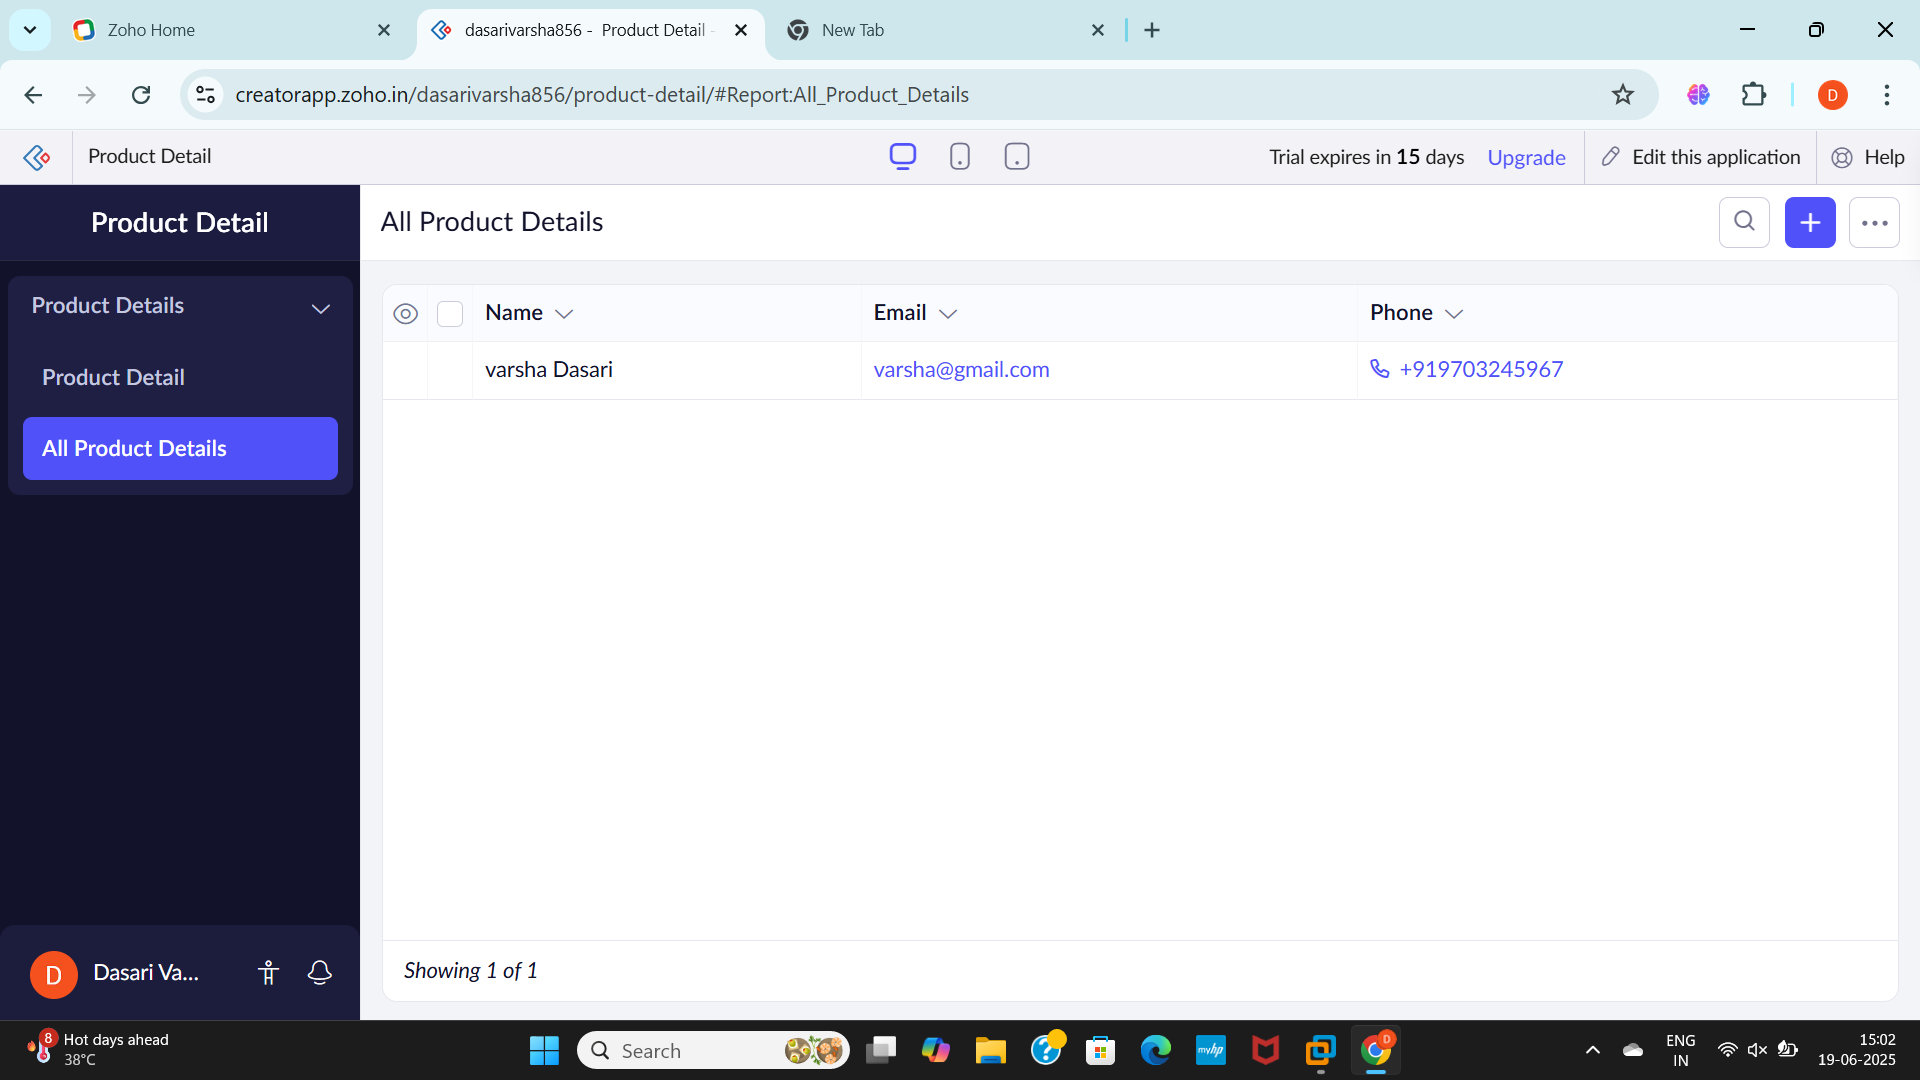 Zoho Home
dasarivarsha856 - Product Detail -
New Tab
creatorapp.zoho.in/dasarivarsha856/product-detail/#Report:All_Product_Details
D
Product Detail
Trial expires in 15 days
Upgrade
Edit this application
Help
Product Detail
All Product Details
Product Details
Product Detail
All Product Details
Name
Email
Phone
varsha Dasari
varsha@gmail.com
+919703245967
Showing 1 of 1
D
Dasari Va...
8
Hot days ahead
38°C
Search
myhp
D
ENG
IN
15:02
19-06-2025